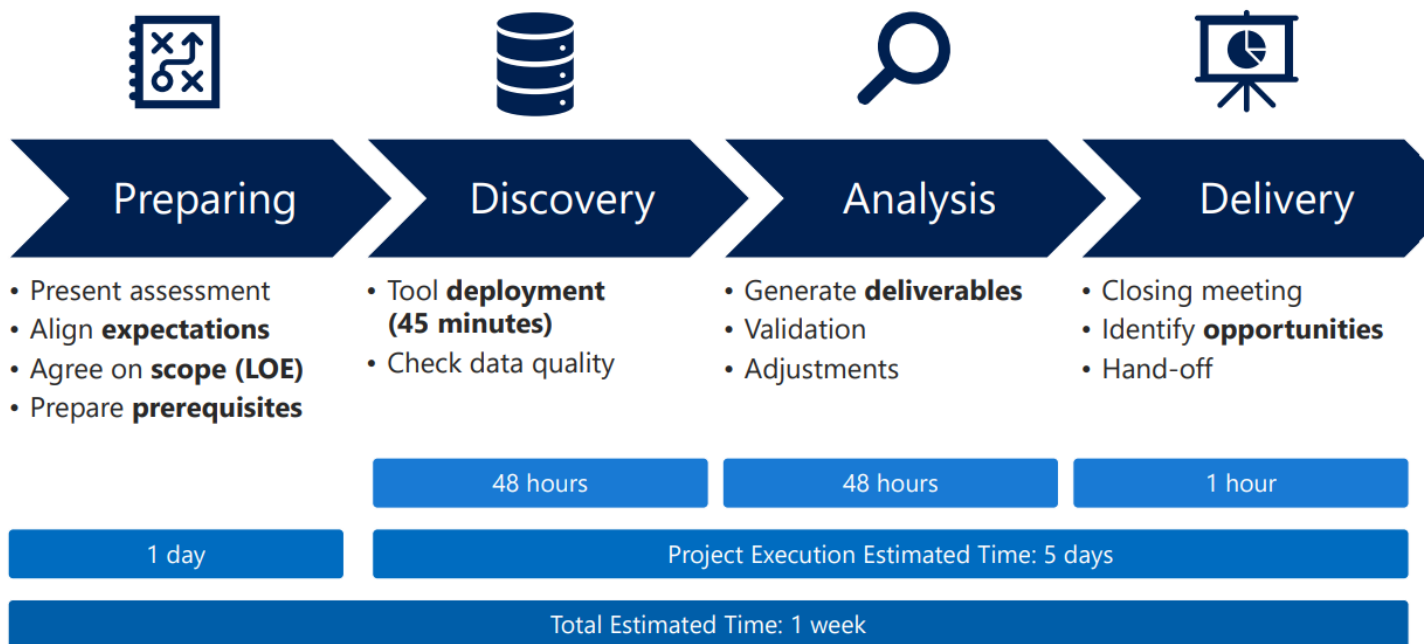 Preparing
Discovery
Analysis
Delivery
• Present assessment
• Align expectations
• Agree on scope (LOE)
• Prepare prerequisites
• Tool deployment
(45 minutes)
• Check data quality
• Generate deliverables
• Validation
• Adjustments
• Closing meeting
• Identify opportunities
• Hand-off
48 hours
48 hours
1 hour
1 day
Project Execution Estimated Time: 5 days
Total Estimated Time: 1 week